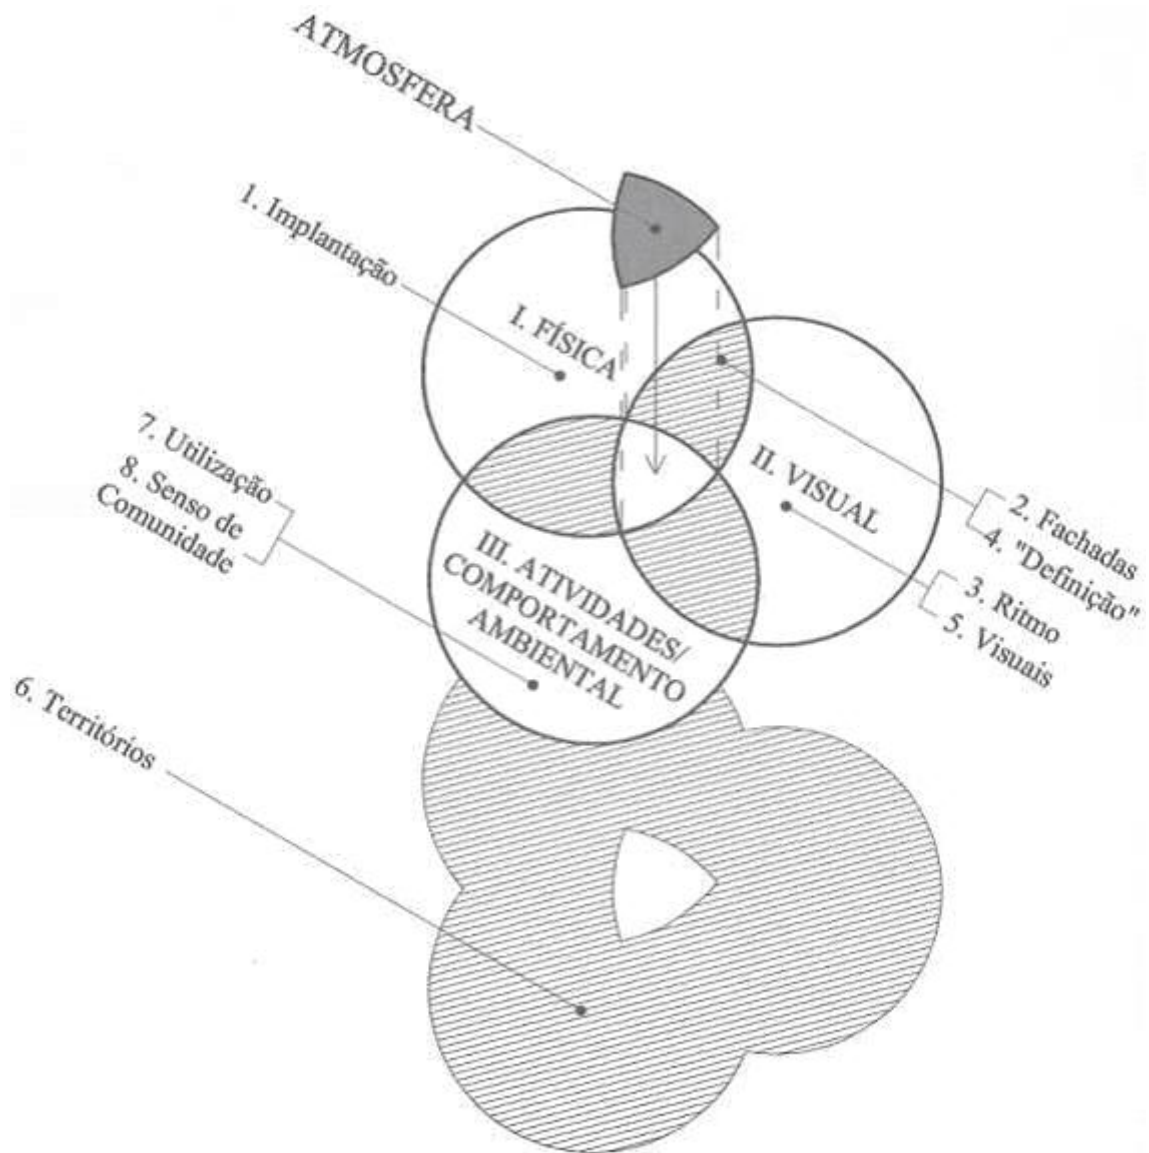 ATMOSFERA
1. Implantação
I. FÍSICA
7. Utilização
8. Senso de
Comunidade
II. VISUAL
2. Fachadas
4. "Definição"
3. Ritmo
5. Visuais
III. ATIVIDADES/
COMPORTAMENTO
AMBIENTAL
6. Territórios